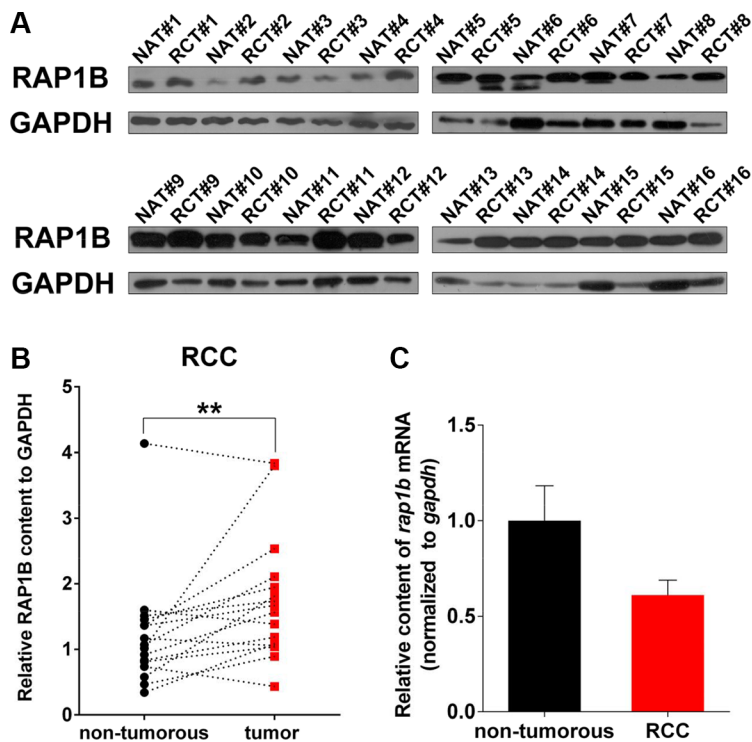 A
NAT#1 RCT#1 NAT#2 RCT#2 NAT#3 RCT#3 NAT#4 RCT#4 NAT#5 RCT#5 NAT#6 RCT#6 NAT#7 RCT#7 NAT#8 RCT#8
RAP1B
GAPDH
NAT#9 RCT#9 NAT#10 RCT#10 NAT#11 RCT#11 NAT#12 RCT#12 NAT#13 RCT#13 NAT#14 RCT#14 NAT#15 RCT#15 NAT#16 RCT#16
RAP1B
GAPDH
B
RCC
Relative RAP1B content to GAPDH
5
4
3
2
1
0
**
non-tumorous tumor
C
Relative content of rap1b mRNA
(normalized to gapdh)
1.5
1.0
0.5
0.0
non-tumorous RCC